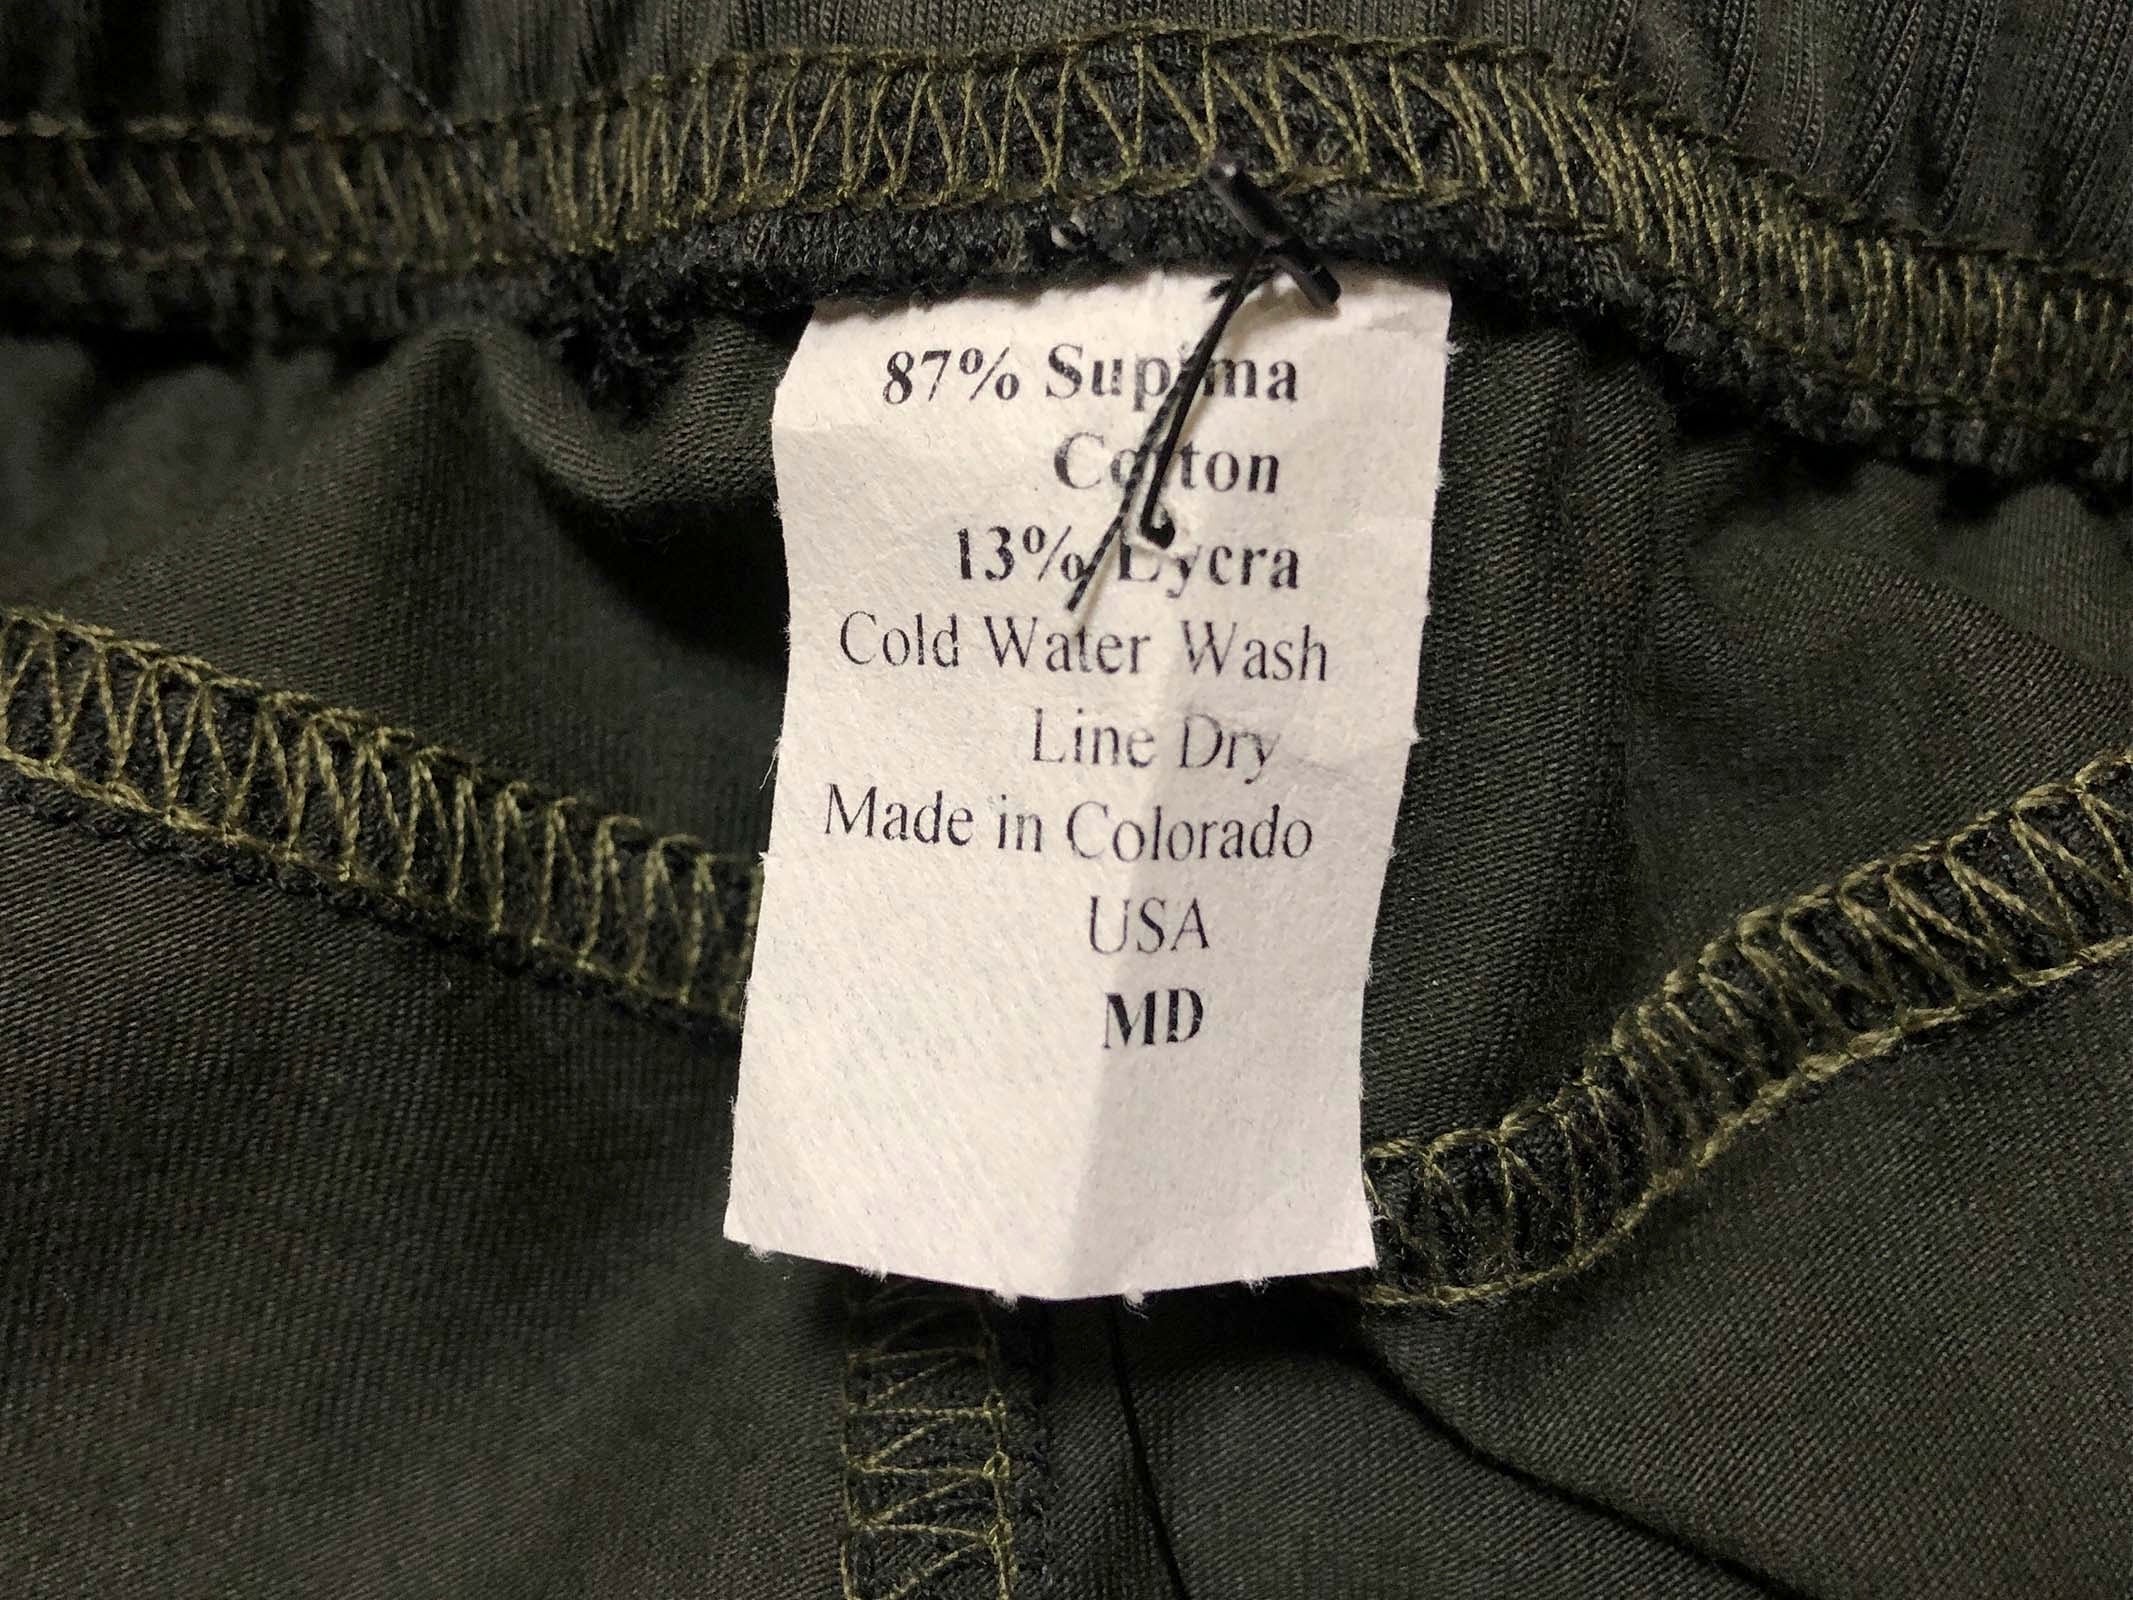 87% Supima
Cotton
13% Lycra
Cold Water Wash
Line Dry
Made in Colorado
USA
MD